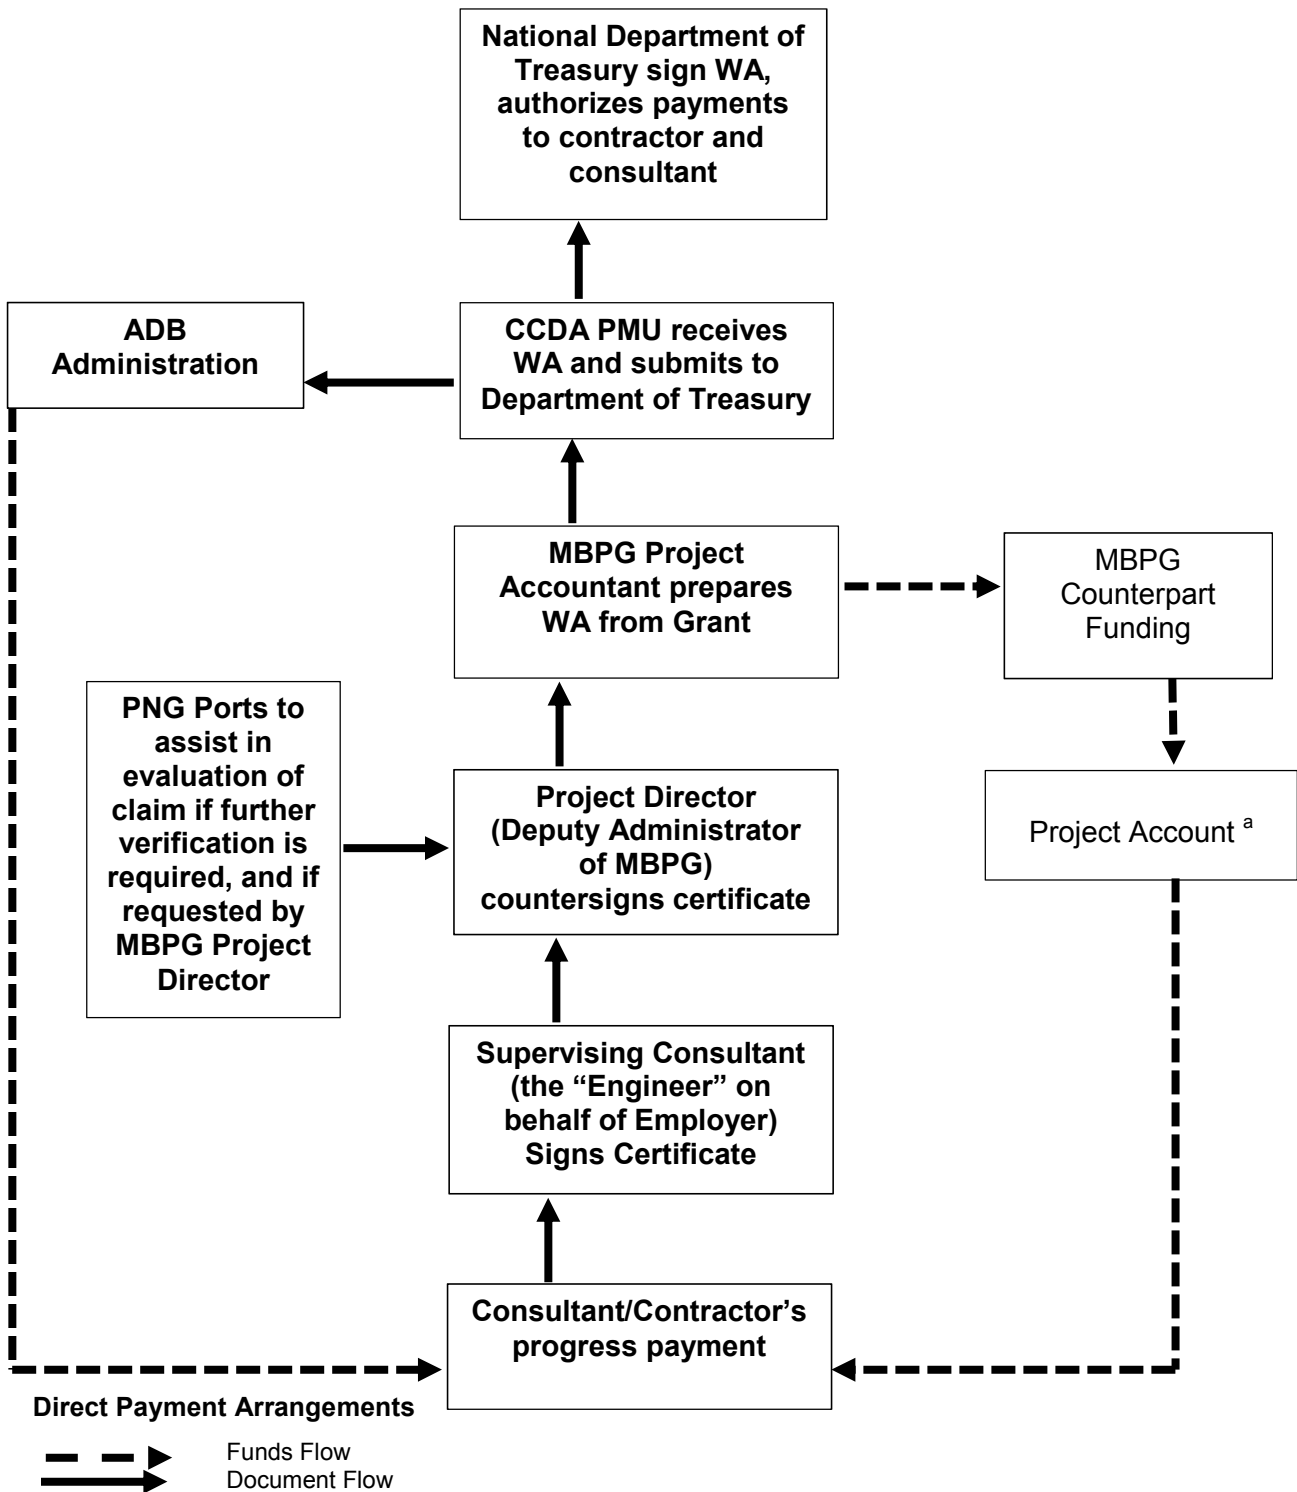 National Department of
Treasury sign WA,
authorizes payments
to contractor and
consultant
ADB
Administration
CCDA PMU receives
WA and submits to
Department of Treasury
MBPG Project
Accountant prepares
WA from Grant
MBPG
Counterpart
Funding
PNG Ports to
assist in
evaluation of
claim if further
verification is
required, and if
requested by
MBPG Project
Director
Project Director
(Deputy Administrator
of MBPG)
countersigns certificate
Project Account a
Supervising Consultant
(the “Engineer” on
behalf of Employer)
Signs Certificate
Consultant/Contractor’s
progress payment
Direct Payment Arrangements
Funds Flow
Document Flow